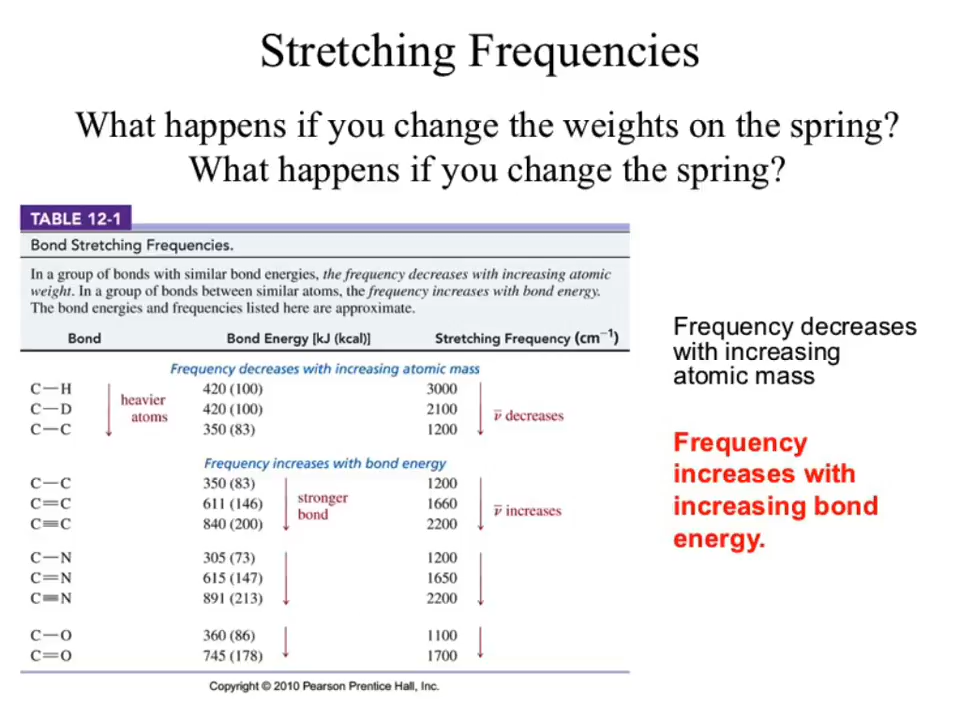 Stretching Frequencies
What happens if you change the weights on the spring?
What happens if you change the spring?
TABLE 12-1
Bond Stretching Frequencies.
In a group of bonds with similar bond energies, the frequency decreases with increasing atomic
weight. In a group of bonds between similar atoms, the frequency increases with bond energy.
The bond energies and frequencies listed here are approximate.
Bond Bond Energy [kJ (kcal)] Stretching Frequency (cm⁻¹)
Frequency decreases with increasing atomic mass
C—H 420 (100) 3000
C—D 420 (100) 2100
C—C 350 (83) 1200
heavier
atoms
ν̄ decreases
Frequency increases with bond energy
C—C 350 (83) 1200
C=C 611 (146) 1660
C≡C 840 (200) 2200
stronger
bond
ν̄ increases
C—N 305 (73) 1200
C=N 615 (147) 1650
C≡N 891 (213) 2200
C—O 360 (86) 1100
C=O 745 (178) 1700
Copyright © 2010 Pearson Prentice Hall, Inc.
Frequency decreases
with increasing
atomic mass
Frequency
increases with
increasing bond
energy.